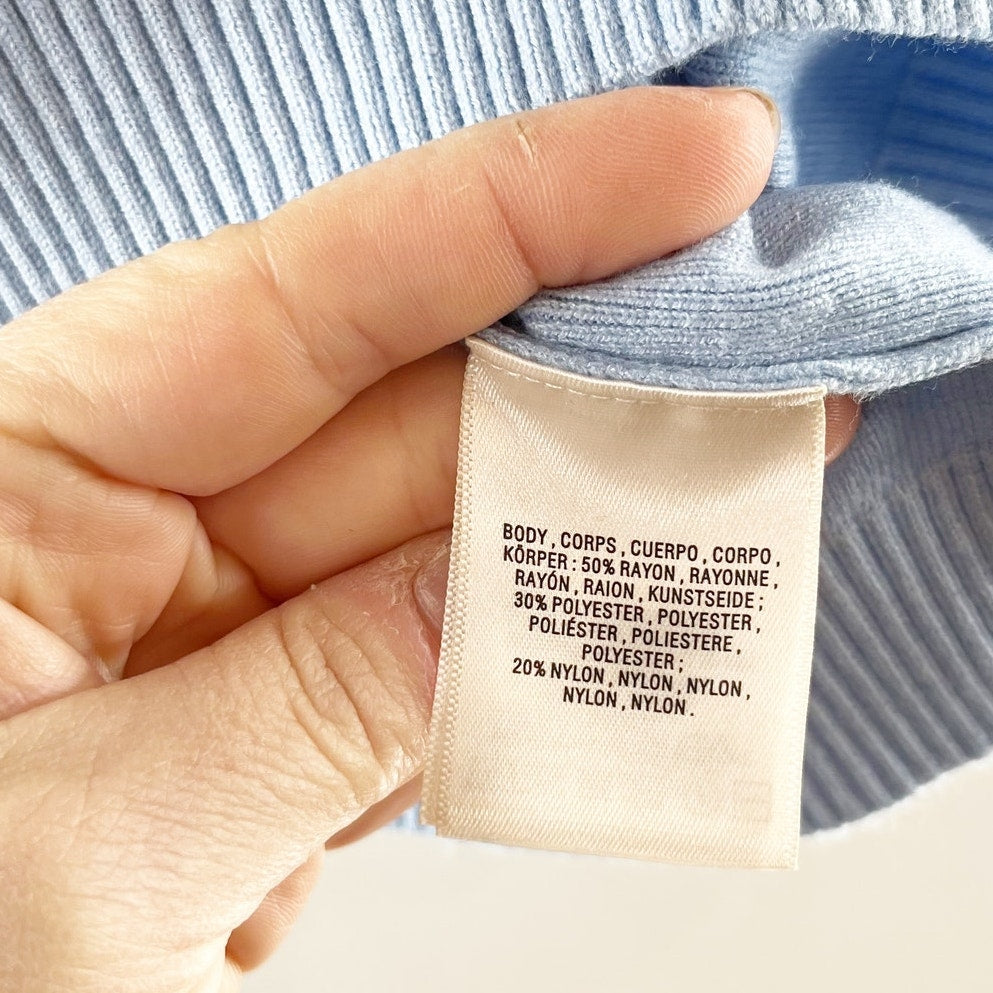 BODY , CORPS , CUERPO , CORPO ,
KÖRPER : 50% RAYON , RAYONNE ,
RAYÓN , RAION , KUNSTSEIDE ;
30% POLYESTER , POLYESTER ,
POLIÉSTER , POLIESTERE ,
POLYESTER ;
20% NYLON , NYLON , NYLON ,
NYLON , NYLON .